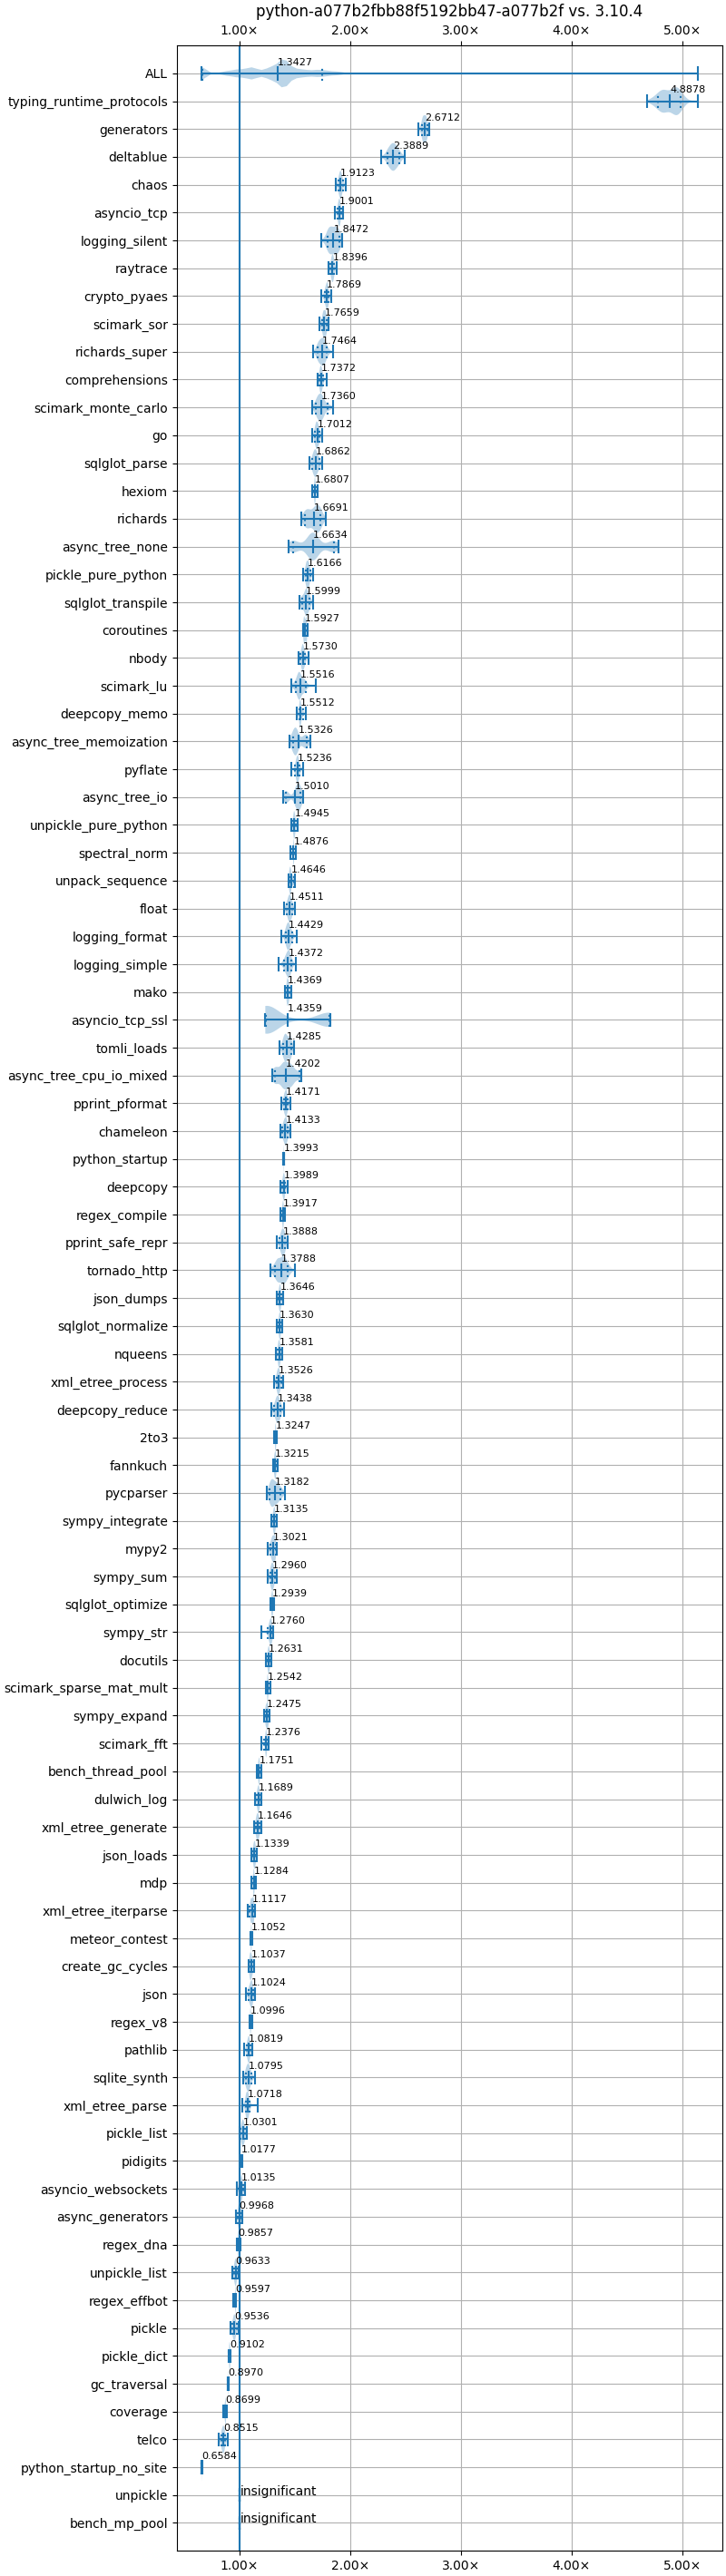 python-a077b2fbb88f5192bb47-a077b2f vs. 3.10.4
1.00× 2.00× 3.00× 4.00× 5.00×
ALL 1.3427
typing_runtime_protocols 4.8878
generators 2.6712
deltablue 2.3889
chaos 1.9123
asyncio_tcp 1.9001
logging_silent 1.8472
raytrace 1.8396
crypto_pyaes 1.7869
scimark_sor 1.7659
richards_super 1.7464
comprehensions 1.7372
scimark_monte_carlo 1.7360
go 1.7012
sqlglot_parse 1.6862
hexiom 1.6807
richards 1.6691
async_tree_none 1.6634
pickle_pure_python 1.6166
sqlglot_transpile 1.5999
coroutines 1.5927
nbody 1.5730
scimark_lu 1.5516
deepcopy_memo 1.5512
async_tree_memoization 1.5326
pyflate 1.5236
async_tree_io 1.5010
unpickle_pure_python 1.4945
spectral_norm 1.4876
unpack_sequence 1.4646
float 1.4511
logging_format 1.4429
logging_simple 1.4372
mako 1.4369
asyncio_tcp_ssl 1.4359
tomli_loads 1.4285
async_tree_cpu_io_mixed 1.4202
pprint_pformat 1.4171
chameleon 1.4133
python_startup 1.3993
deepcopy 1.3989
regex_compile 1.3917
pprint_safe_repr 1.3888
tornado_http 1.3788
json_dumps 1.3646
sqlglot_normalize 1.3630
nqueens 1.3581
xml_etree_process 1.3526
deepcopy_reduce 1.3438
2to3 1.3247
fannkuch 1.3215
pycparser 1.3182
sympy_integrate 1.3135
mypy2 1.3021
sympy_sum 1.2960
sqlglot_optimize 1.2939
sympy_str 1.2760
docutils 1.2631
scimark_sparse_mat_mult 1.2542
sympy_expand 1.2475
scimark_fft 1.2376
bench_thread_pool 1.1751
dulwich_log 1.1689
xml_etree_generate 1.1646
json_loads 1.1339
mdp 1.1284
xml_etree_iterparse 1.1117
meteor_contest 1.1052
create_gc_cycles 1.1037
json 1.1024
regex_v8 1.0996
pathlib 1.0819
sqlite_synth 1.0795
xml_etree_parse 1.0718
pickle_list 1.0301
pidigits 1.0177
asyncio_websockets 1.0135
async_generators 0.9968
regex_dna 0.9857
unpickle_list 0.9633
regex_effbot 0.9597
pickle 0.9536
pickle_dict 0.9102
gc_traversal 0.8970
coverage 0.8699
telco 0.8515
python_startup_no_site 0.6584
unpickle insignificant
bench_mp_pool insignificant
1.00× 2.00× 3.00× 4.00× 5.00×